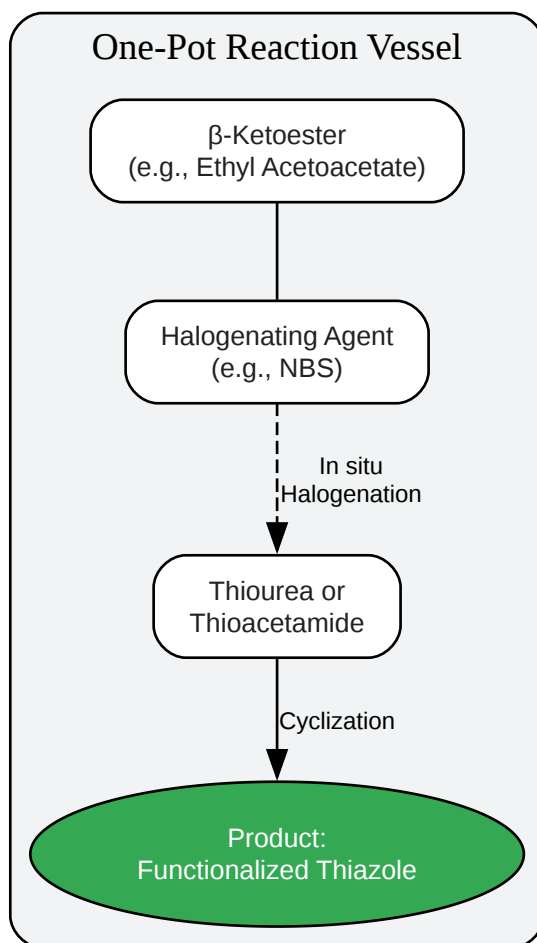 One-Pot Reaction Vessel
β-Ketoester
(e.g., Ethyl Acetoacetate)
Halogenating Agent
(e.g., NBS)
In situ
Halogenation
Thiourea or
Thioacetamide
Cyclization
Product:
Functionalized Thiazole